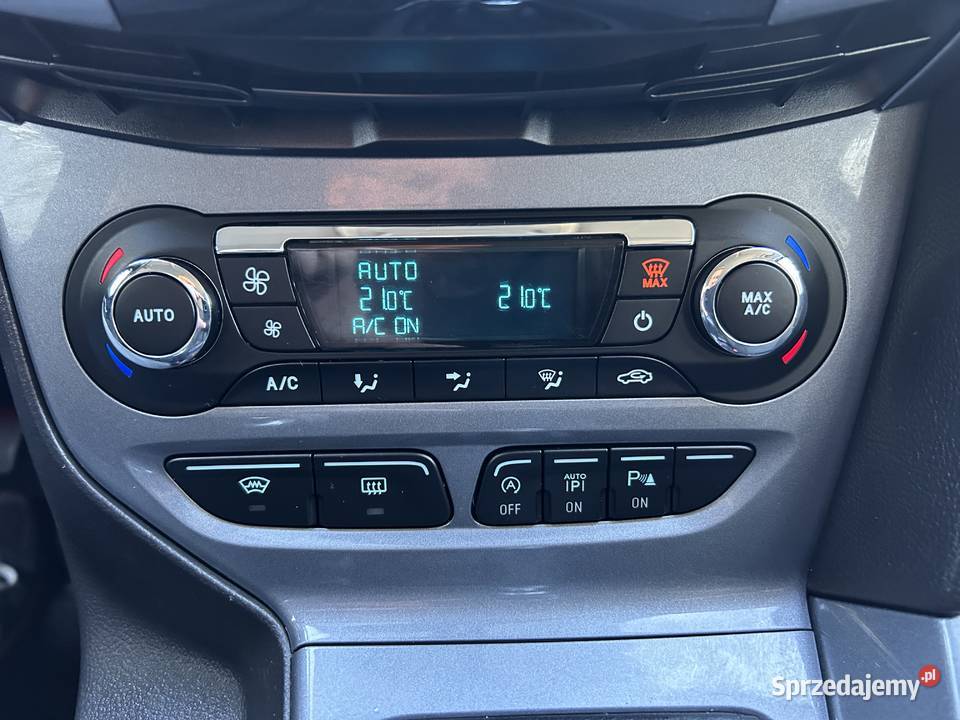 AUTO
21.0°C 21.0°C
A/C ON
MAX
AUTO
MAX
A/C
A/C
A
OFF
AUTO
P
ON
P
ON
Sprzedajemy.pl